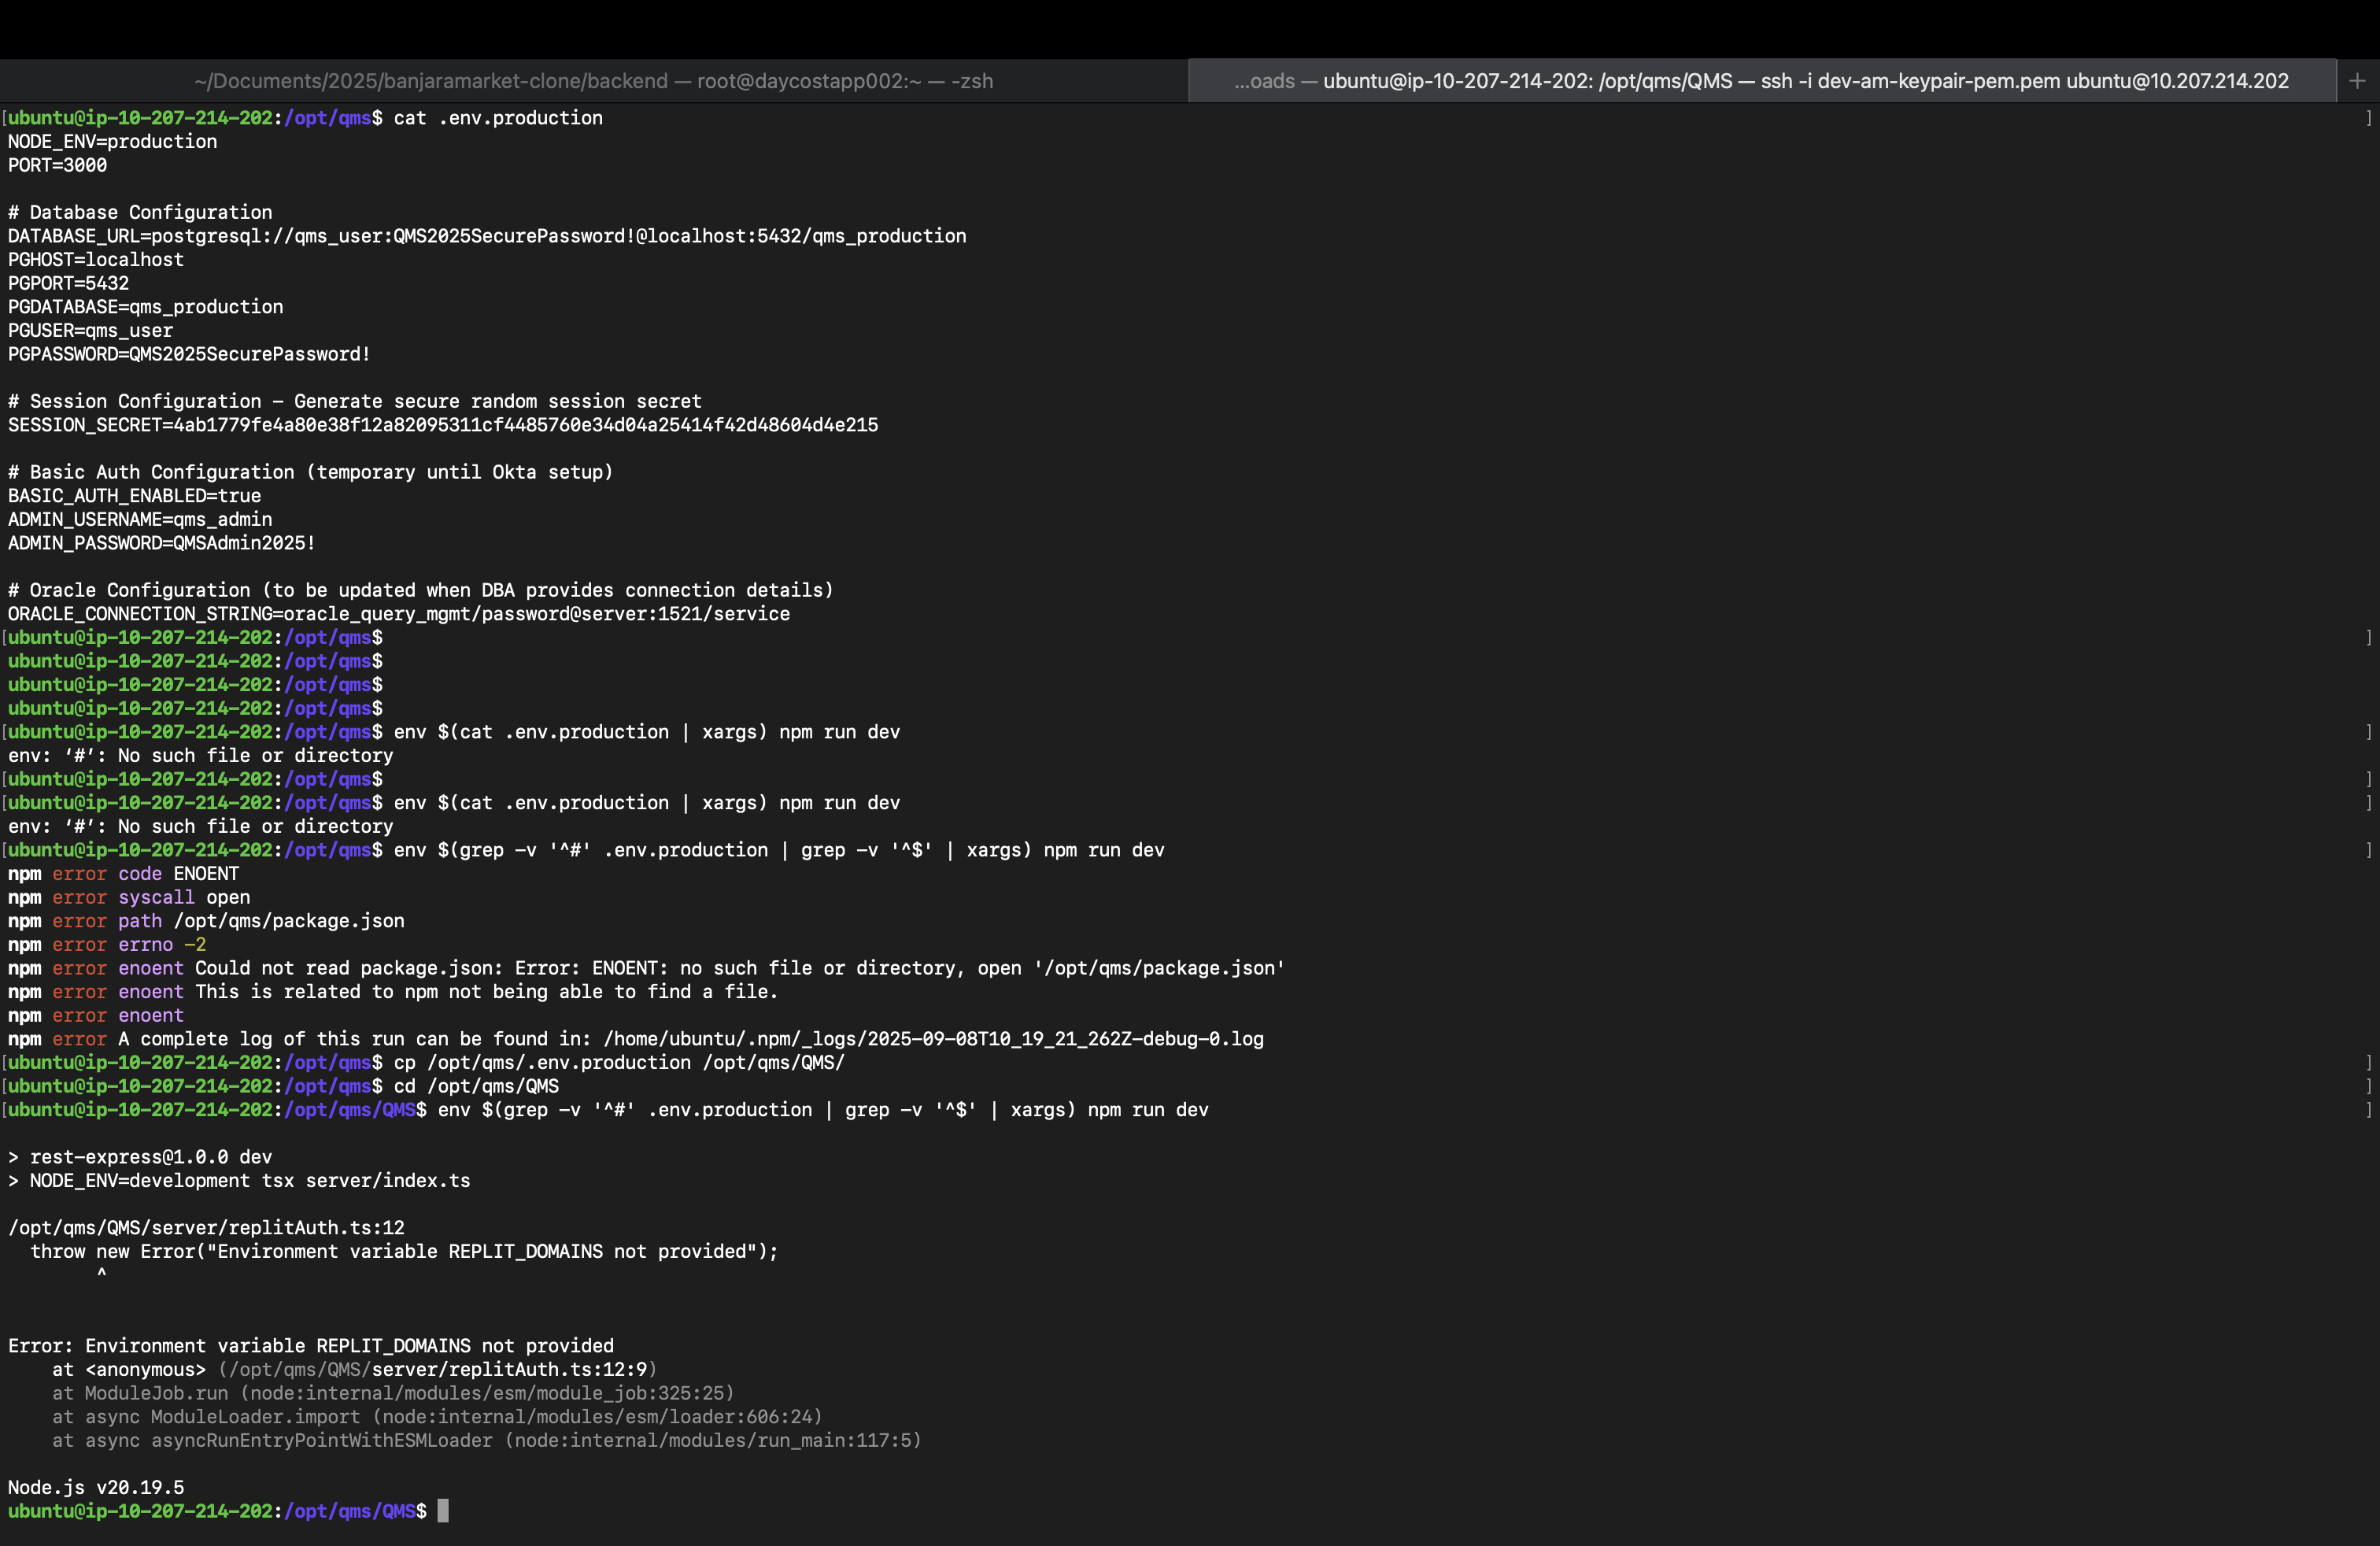 ~/Documents/2025/banjaramarket-clone/backend — root@daycostapp002:~ — -zsh
...oads — ubuntu@ip-10-207-214-202: /opt/qms/QMS — ssh -i dev-am-keypair-pem.pem ubuntu@10.207.214.202 +
[ubuntu@ip-10-207-214-202:/opt/qms$ cat .env.production ]
NODE_ENV=production
PORT=3000
# Database Configuration
DATABASE_URL=postgresql://qms_user:QMS2025SecurePassword!@localhost:5432/qms_production
PGHOST=localhost
PGPORT=5432
PGDATABASE=qms_production
PGUSER=qms_user
PGPASSWORD=QMS2025SecurePassword!
# Session Configuration – Generate secure random session secret
SESSION_SECRET=4ab1779fe4a80e38f12a82095311cf4485760e34d04a25414f42d48604d4e215
# Basic Auth Configuration (temporary until Okta setup)
BASIC_AUTH_ENABLED=true
ADMIN_USERNAME=qms_admin
ADMIN_PASSWORD=QMSAdmin2025!
# Oracle Configuration (to be updated when DBA provides connection details)
ORACLE_CONNECTION_STRING=oracle_query_mgmt/password@server:1521/service
[ubuntu@ip-10-207-214-202:/opt/qms$ ]
ubuntu@ip-10-207-214-202:/opt/qms$
ubuntu@ip-10-207-214-202:/opt/qms$
ubuntu@ip-10-207-214-202:/opt/qms$
[ubuntu@ip-10-207-214-202:/opt/qms$ env $(cat .env.production | xargs) npm run dev ]
env: ‘#’: No such file or directory
[ubuntu@ip-10-207-214-202:/opt/qms$ ]
[ubuntu@ip-10-207-214-202:/opt/qms$ env $(cat .env.production | xargs) npm run dev ]
env: ‘#’: No such file or directory
[ubuntu@ip-10-207-214-202:/opt/qms$ env $(grep -v '^#' .env.production | grep -v '^$' | xargs) npm run dev ]
npm error code ENOENT
npm error syscall open
npm error path /opt/qms/package.json
npm error errno -2
npm error enoent Could not read package.json: Error: ENOENT: no such file or directory, open '/opt/qms/package.json'
npm error enoent This is related to npm not being able to find a file.
npm error enoent
npm error A complete log of this run can be found in: /home/ubuntu/.npm/_logs/2025-09-08T10_19_21_262Z-debug-0.log
[ubuntu@ip-10-207-214-202:/opt/qms$ cp /opt/qms/.env.production /opt/qms/QMS/ ]
[ubuntu@ip-10-207-214-202:/opt/qms$ cd /opt/qms/QMS ]
[ubuntu@ip-10-207-214-202:/opt/qms/QMS$ env $(grep -v '^#' .env.production | grep -v '^$' | xargs) npm run dev ]
> rest-express@1.0.0 dev
> NODE_ENV=development tsx server/index.ts
/opt/qms/QMS/server/replitAuth.ts:12
throw new Error("Environment variable REPLIT_DOMAINS not provided");
^
Error: Environment variable REPLIT_DOMAINS not provided
at <anonymous> (/opt/qms/QMS/server/replitAuth.ts:12:9)
at ModuleJob.run (node:internal/modules/esm/module_job:325:25)
at async ModuleLoader.import (node:internal/modules/esm/loader:606:24)
at async asyncRunEntryPointWithESMLoader (node:internal/modules/run_main:117:5)
Node.js v20.19.5
ubuntu@ip-10-207-214-202:/opt/qms/QMS$